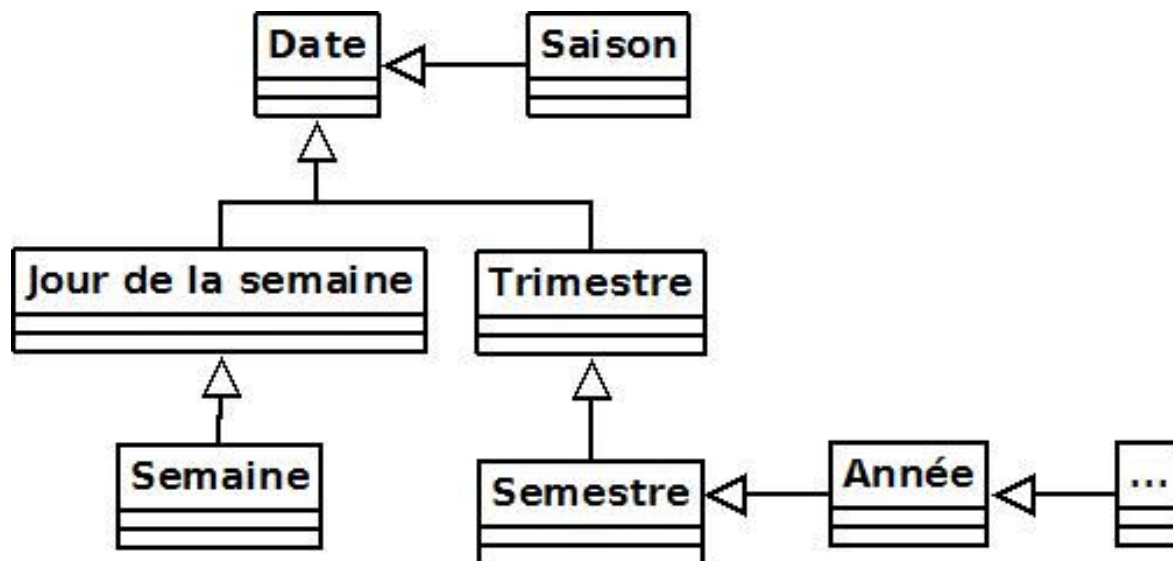 Date
Saison
Jour de la semaine
Trimestre
Semaine
Semestre
Année
...